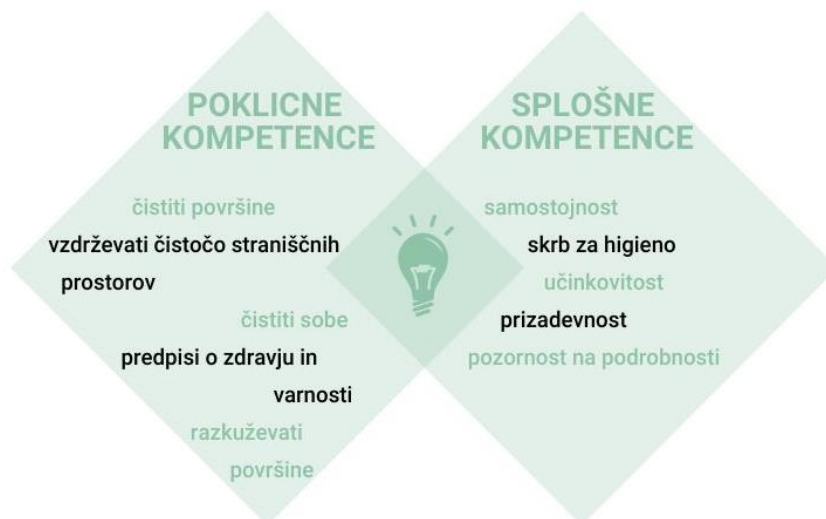 POKLICNE
KOMPETENCE
čistiti površine
vzdrževati čistočo straniščnih
prostorov
čistiti sobe
predpisi o zdravju in
varnosti
razkuževati
površine
SPLOŠNE
KOMPETENCE
samostojnost
skrb za higieno
učinkovitost
prizadevnost
pozornost na podrobnosti